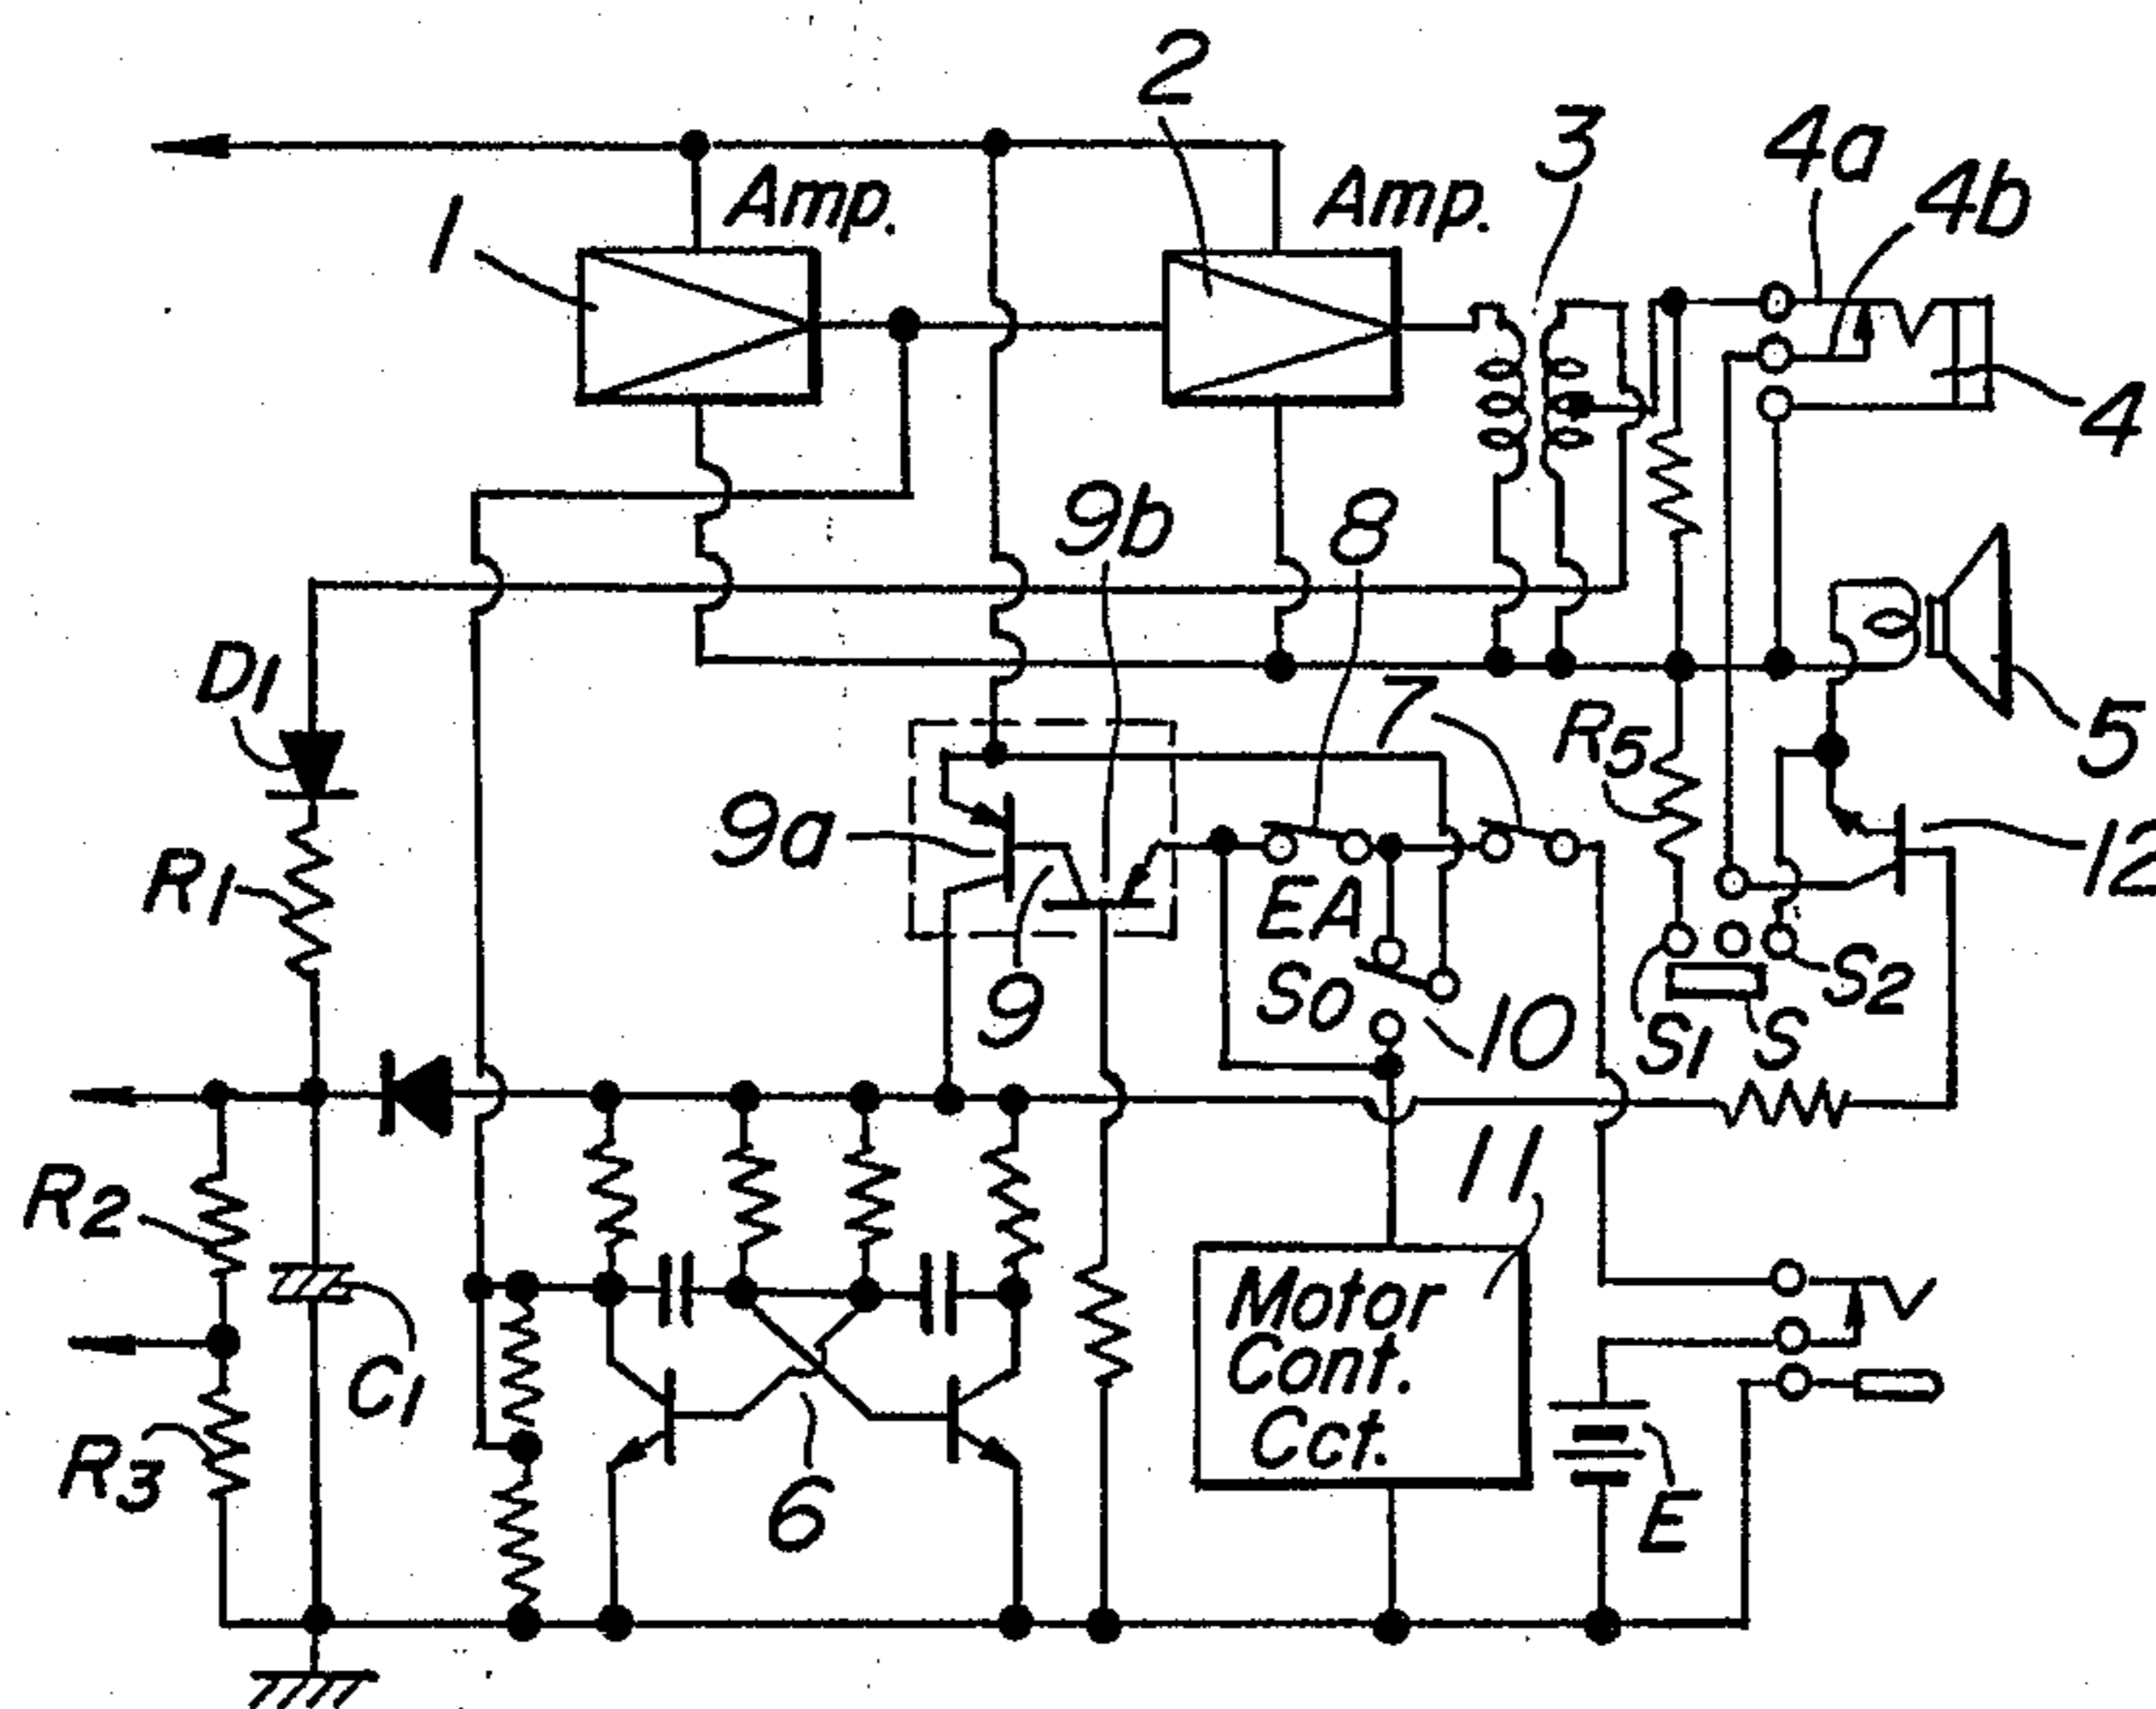 2
3
4a
4b
Amp.
Amp.
1
4
9b
8
D1
7
R5
5
9a
12
R1
EA
9
S0
10
S1
S
S2
11
R2
C1
Motor
Cont.
Cct.
R3
6
E